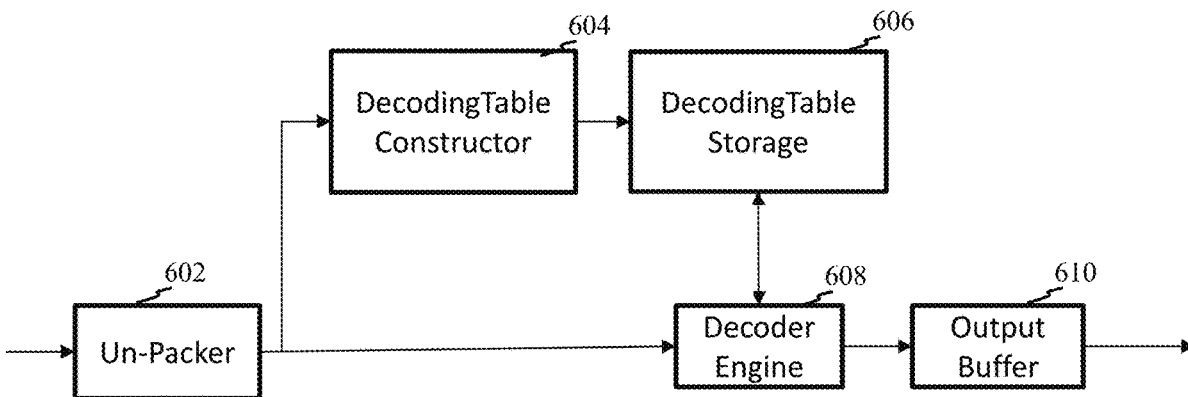 604
606
DecodingTable
Constructor
DecodingTable
Storage
602
608
610
Un-Packer
Decoder
Engine
Output
Buffer